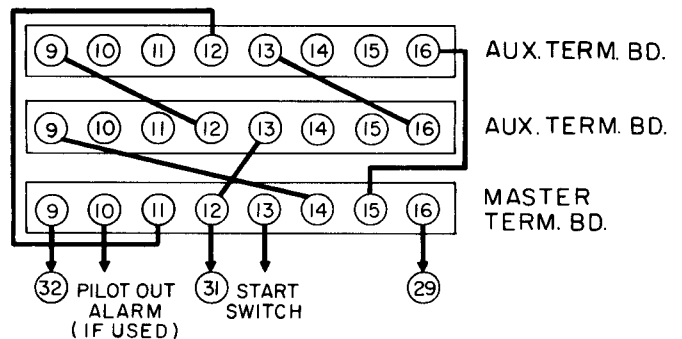 9 10 11 12 13 14 15 16 AUX. TERM. BD.
9 10 11 12 13 14 15 16 AUX. TERM. BD.
9 10 11 12 13 14 15 16 MASTER
TERM. BD.
32 PILOT OUT 31 START 29
ALARM SWITCH
(IF USED)